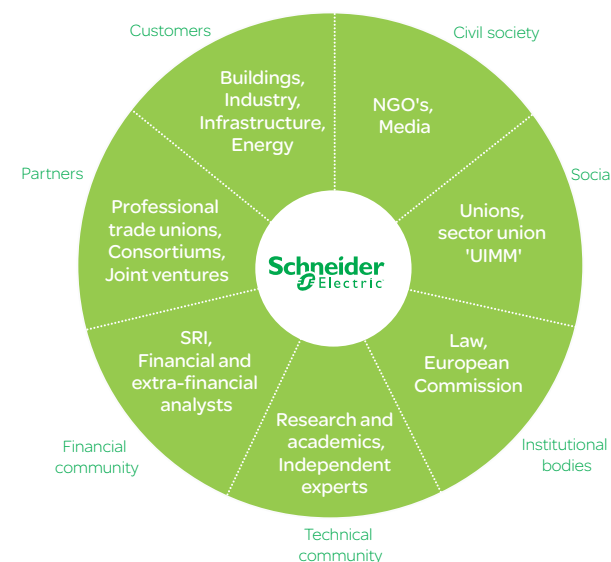 Customers
Civil society
Buildings,
Industry,
Infrastructure,
Energy
NGO's,
Media
Partners
Socia
Professional
trade unions,
Consortiums,
Joint ventures
Unions,
sector union
'UIMM'
Schneider
Electric
SRI,
Financial and
extra-financial
analysts
Law,
European
Commission
Research and
academics,
Independent
experts
Financial
community
Institutional
bodies
Technical
community